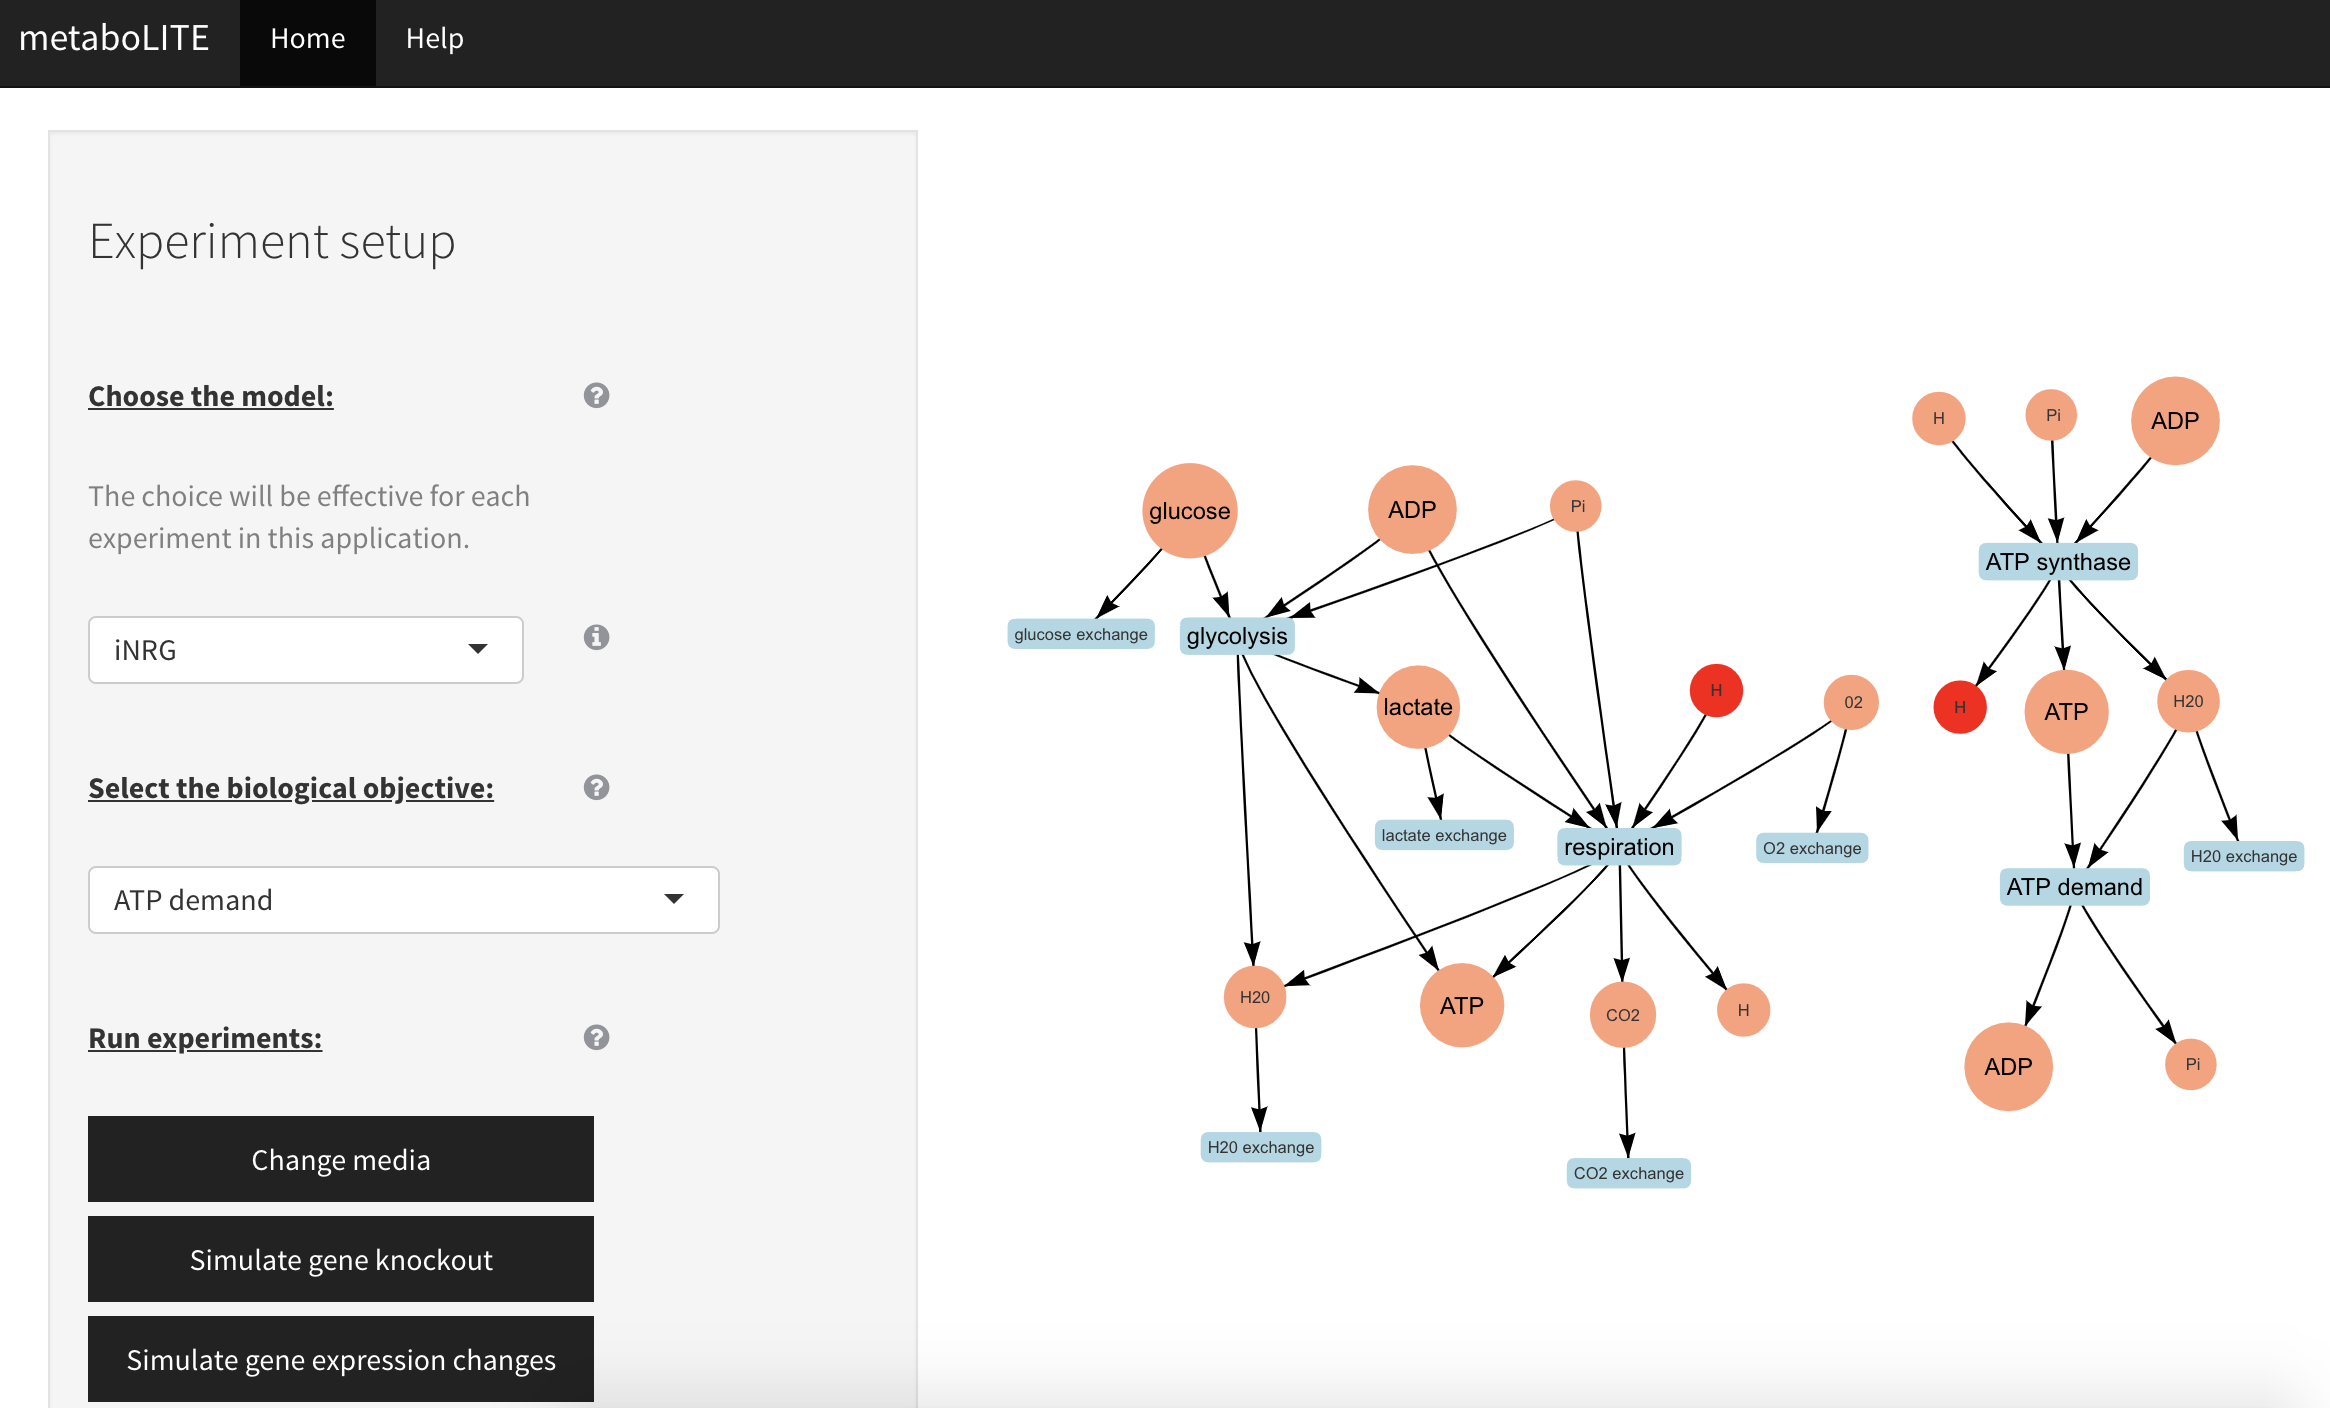 metaboLITE Home Help
Experiment setup
Choose the model:
The choice will be effective for each
experiment in this application.
iNRG
Select the biological objective:
ATP demand
Run experiments:
Change media
Simulate gene knockout
Simulate gene expression changes
H Pi ADP
glucose ADP Pi
ATP synthase
glucose exchange glycolysis
lactate H 02 H ATP H20
lactate exchange respiration O2 exchange H20 exchange
ATP demand
H20 ATP CO2 H
ADP Pi
H20 exchange CO2 exchange